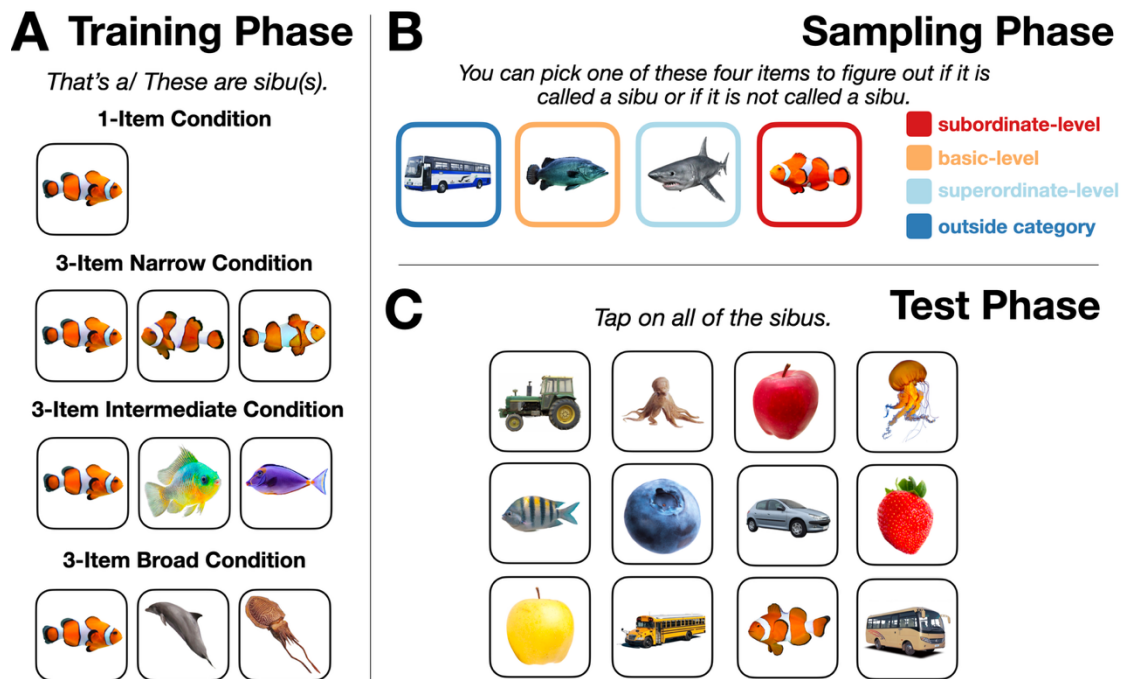 A Training Phase
That's a/ These are sibu(s).
1-Item Condition
3-Item Narrow Condition
3-Item Intermediate Condition
3-Item Broad Condition
B Sampling Phase
You can pick one of these four items to figure out if it is
called a sibu or if it is not called a sibu.
subordinate-level
basic-level
superordinate-level
outside category
C Test Phase
Tap on all of the sibus.